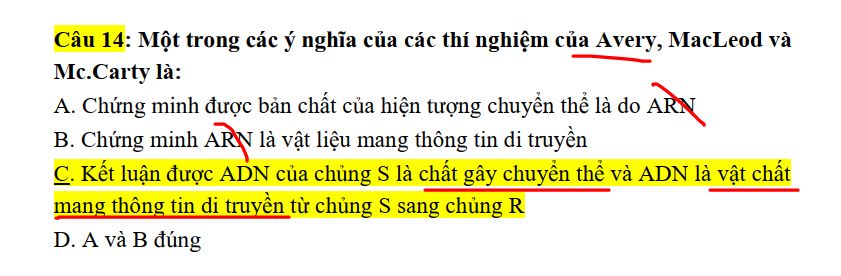 Câu 14: Một trong các ý nghĩa của các thí nghiệm của Avery, MacLeod và
Mc.Carty là:
A. Chứng minh được bản chất của hiện tượng chuyển thể là do ARN
B. Chứng minh ARN là vật liệu mang thông tin di truyền
C. Kết luận được ADN của chủng S là chất gây chuyển thể và ADN là vật chất
mang thông tin di truyền từ chủng S sang chủng R
D. A và B đúng